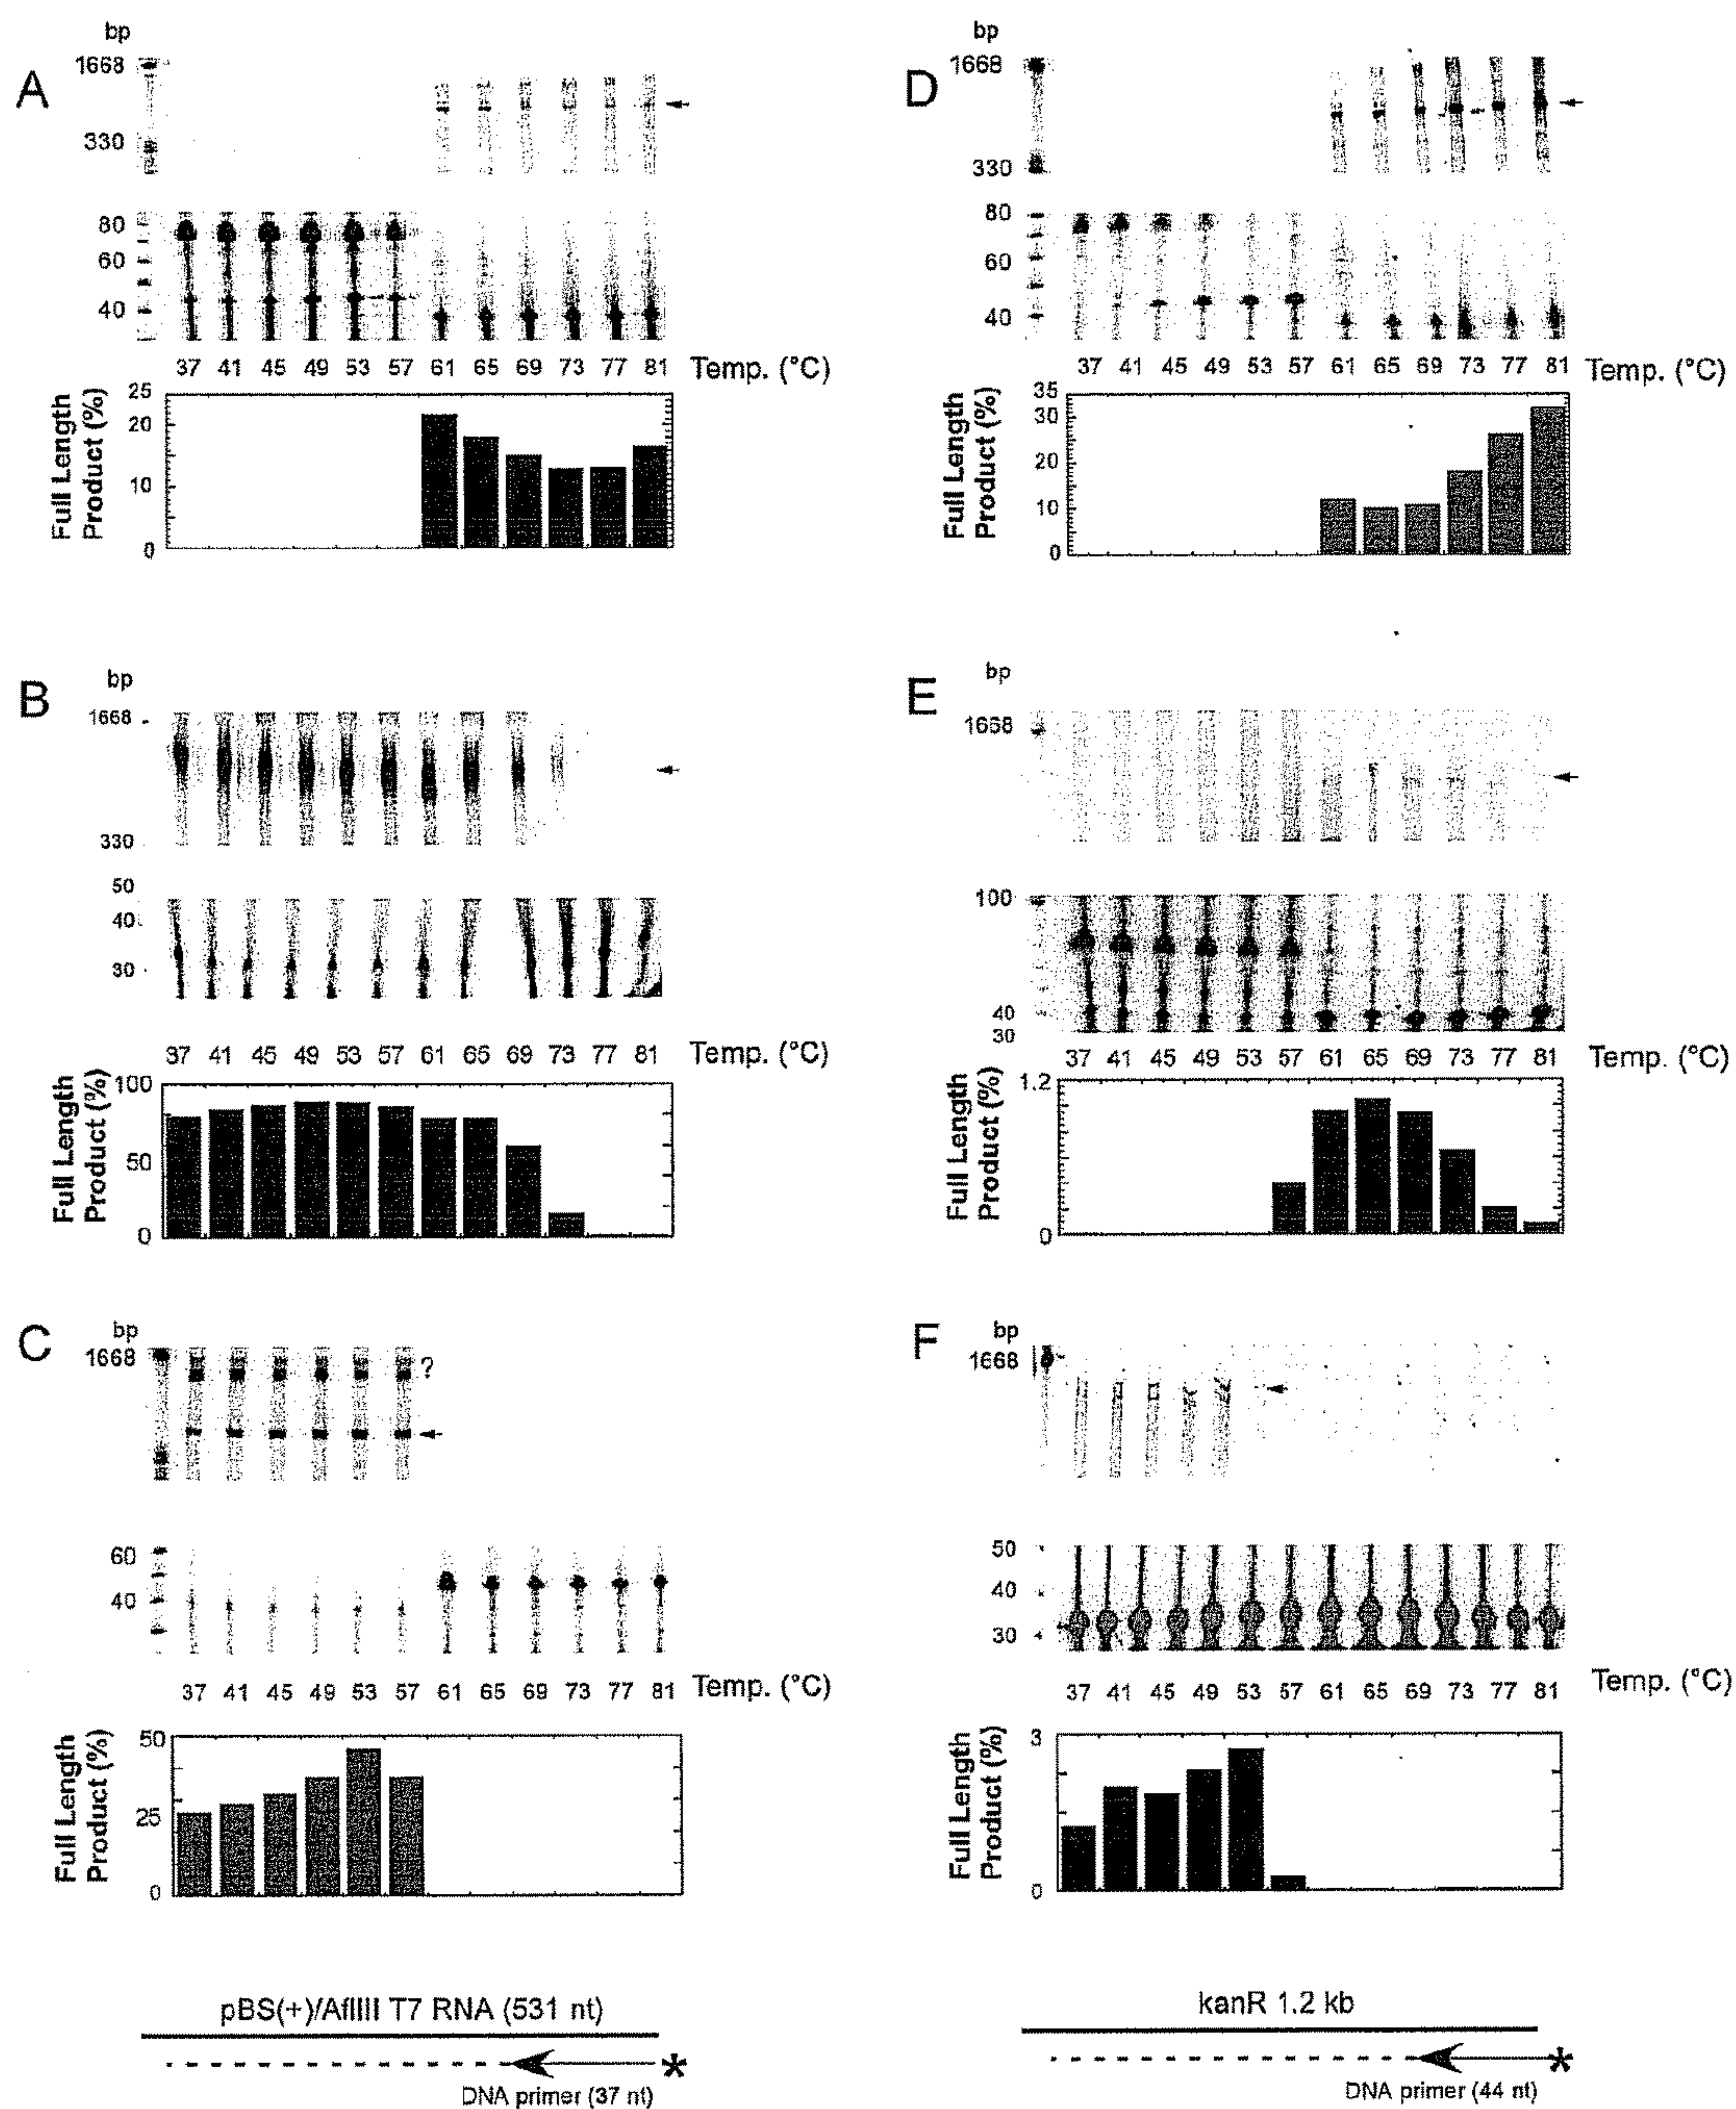 A
bp
1668
330
80
60
40
37 41 45 49 53 57 61 65 69 73 77 81 Temp. (°C)
Full Length
Product (%)
25
20
10
0
B
bp
1668
330
50
40
30
37 41 45 49 53 57 61 65 69 73 77 81 Temp. (°C)
Full Length
Product (%)
100
50
0
C
bp
1668
?
60
40
37 41 45 49 53 57 61 65 69 73 77 81 Temp. (°C)
Full Length
Product (%)
50
25
0
pBS(+)/AflIII T7 RNA (531 nt)
*
DNA primer (37 nt)
D
bp
1668
330
80
60
40
37 41 45 49 53 57 61 65 69 73 77 81 Temp. (°C)
Full Length
Product (%)
35
30
20
10
0
E
bp
1668
100
40
30
37 41 45 49 53 57 61 65 69 73 77 81 Temp. (°C)
Full Length
Product (%)
1.2
0
F
bp
1668
50
40
30
37 41 45 49 53 57 61 65 69 73 77 81 Temp. (°C)
Full Length
Product (%)
3
0
kanR 1.2 kb
*
DNA primer (44 nt)